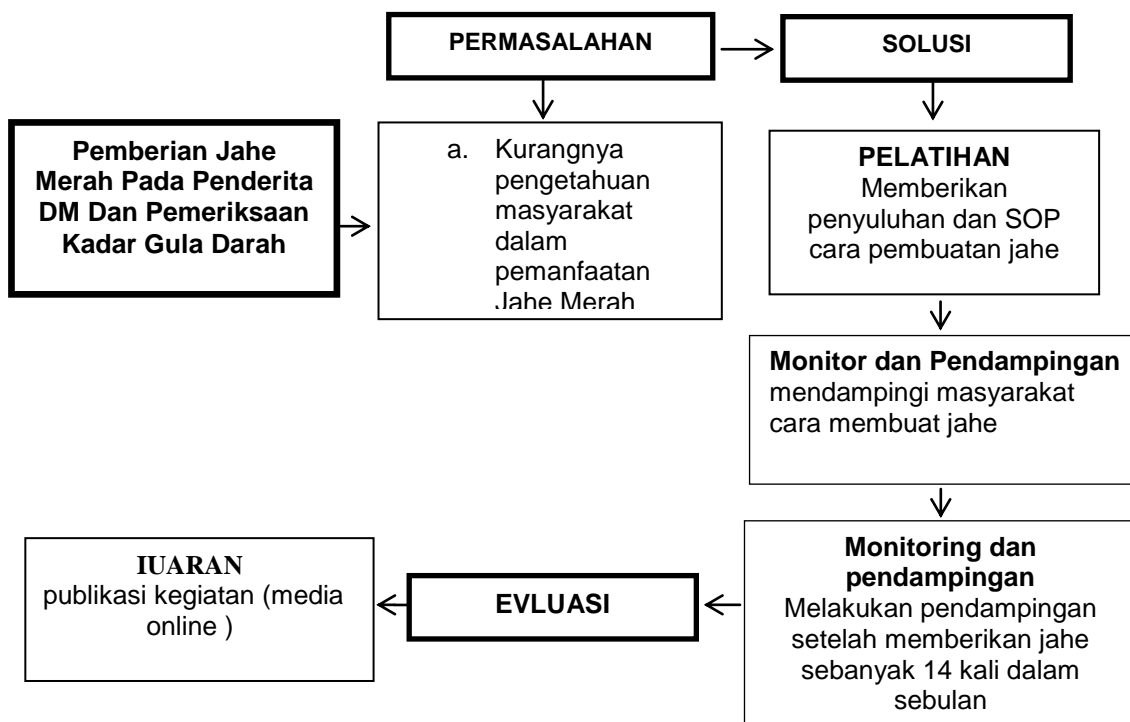 PERMASALAHAN
SOLUSI
Pemberian Jahe
Merah Pada Penderita
DM Dan Pemeriksaan
Kadar Gula Darah
a. Kurangnya
pengetahuan
masyarakat
dalam
pemanfaatan
Jahe Merah
PELATIHAN
Memberikan
penyuluhan dan SOP
cara pembuatan jahe
Monitor dan Pendampingan
mendampingi masyarakat
cara membuat jahe
Monitoring dan
pendampingan
Melakukan pendampingan
setelah memberikan jahe
sebanyak 14 kali dalam
sebulan
EVLUASI
IUARAN
publikasi kegiatan (media
online )